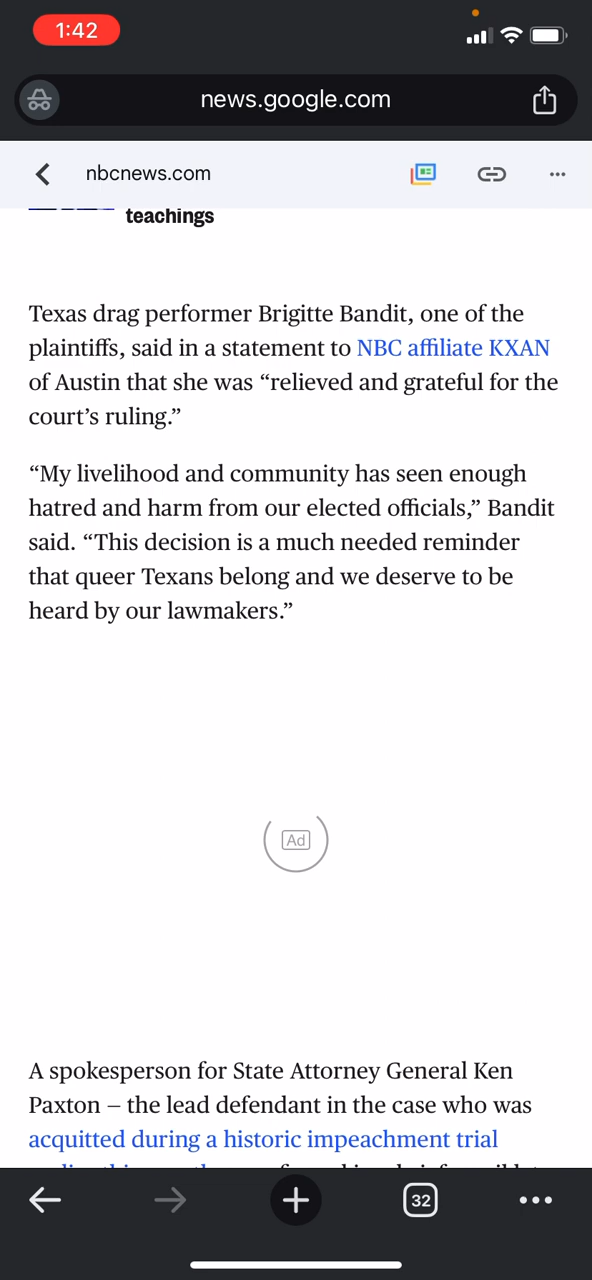 1:42
news.google.com
nbcnews.com
teachings
Texas drag performer Brigitte Bandit, one of the
plaintiffs, said in a statement to NBC affiliate KXAN
of Austin that she was “relieved and grateful for the
court’s ruling.”
“My livelihood and community has seen enough
hatred and harm from our elected officials,” Bandit
said. “This decision is a much needed reminder
that queer Texans belong and we deserve to be
heard by our lawmakers.”
Ad
A spokesperson for State Attorney General Ken
Paxton — the lead defendant in the case who was
acquitted during a historic impeachment trial
32